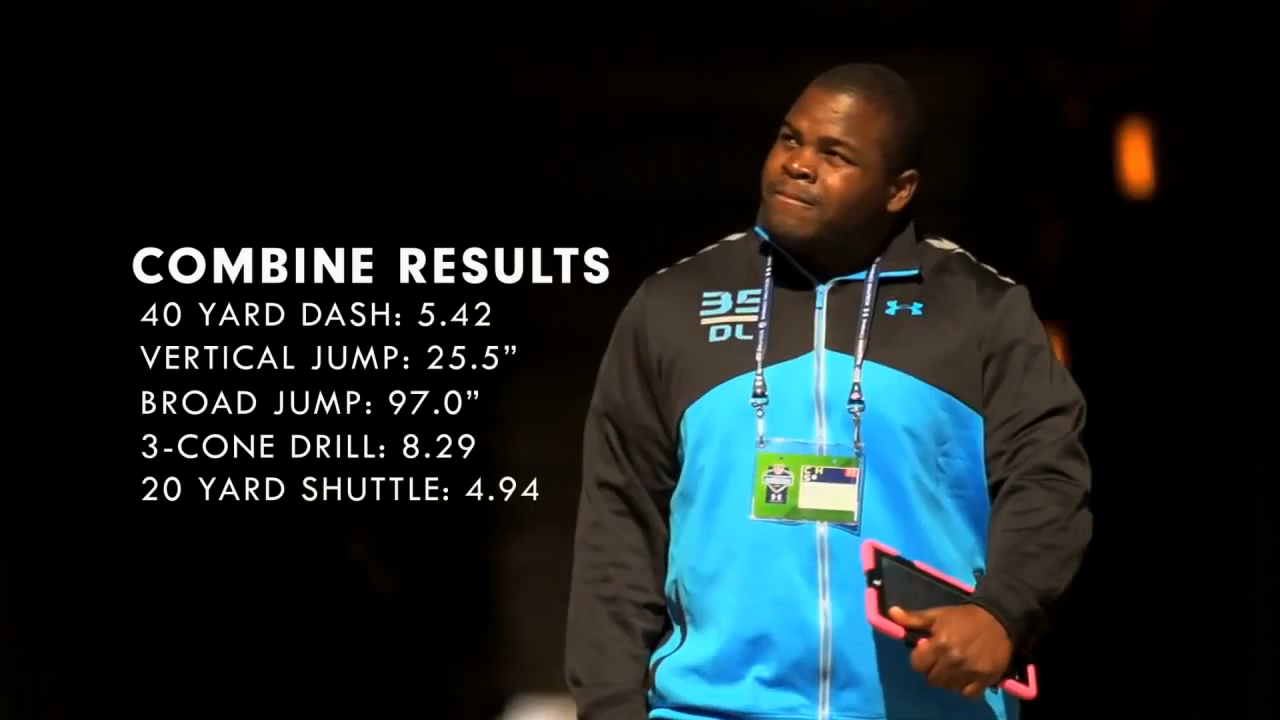 COMBINE RESULTS
40 YARD DASH: 5.42
VERTICAL JUMP: 25.5”
BROAD JUMP: 97.0”
3-CONE DRILL: 8.29
20 YARD SHUTTLE: 4.94
35
DL